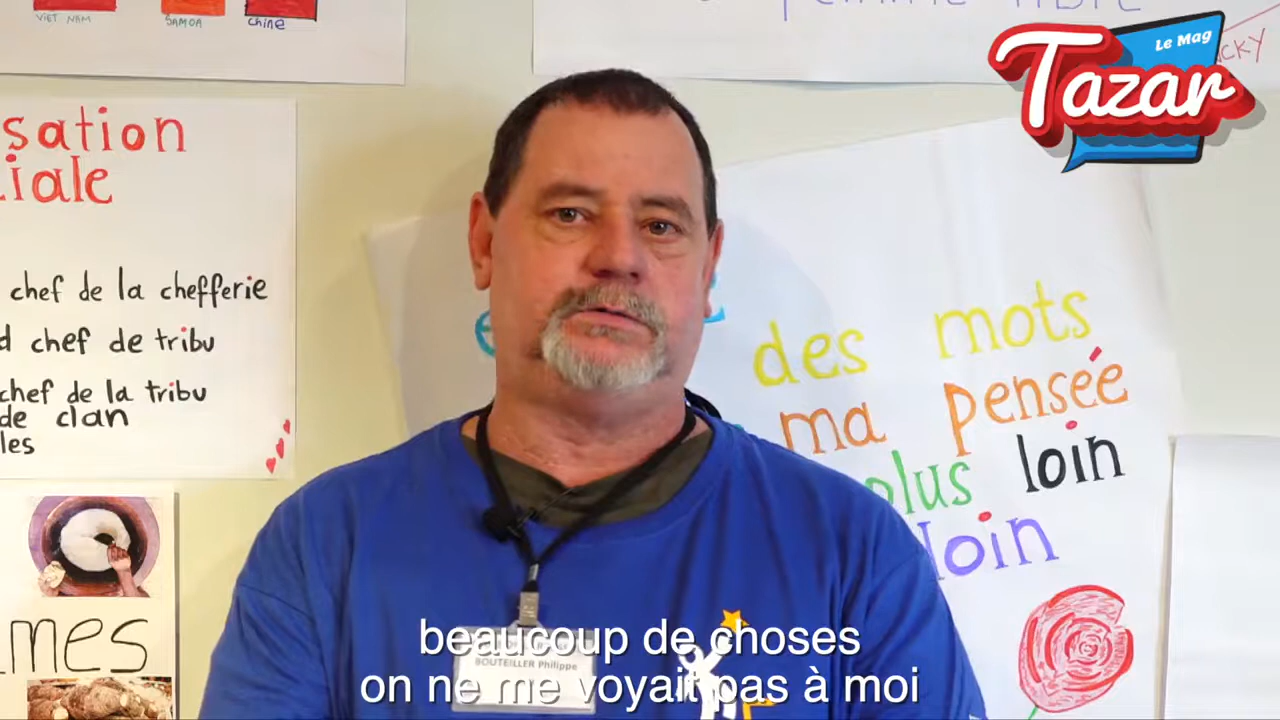 VIET NAM
SAMOA
chine
Le Mag
Tazar
CKY
sation
iale
chef de la chefferie
d chef de tribu
chef de la tribu
de clan
les
des mots
ma pensée
plus loin
loin
mes
BOUTEILLER Philippe
beaucoup de choses
on ne me voyait pas à moi